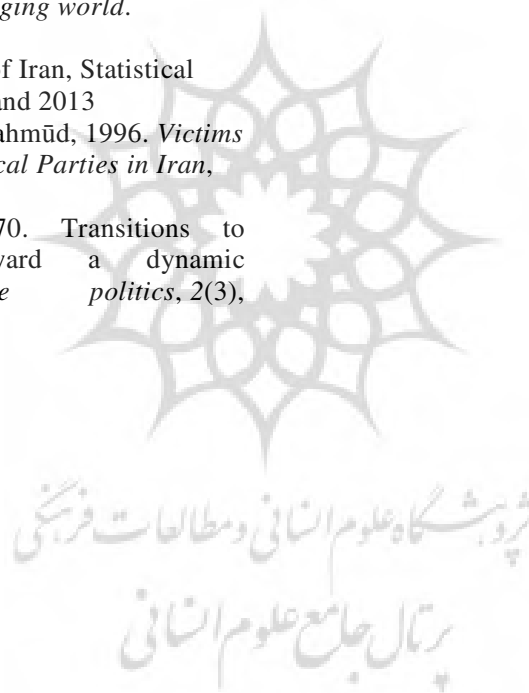 ging world.
of Iran, Statistical
and 2013
ahmūd, 1996. Victims
cal Parties in Iran,
70. Transitions to
ward a dynamic
e politics, 2(3),
پژوهشگاه علوم انسانی و مطالعات فرهنگی
پرتال جامع علوم انسانی